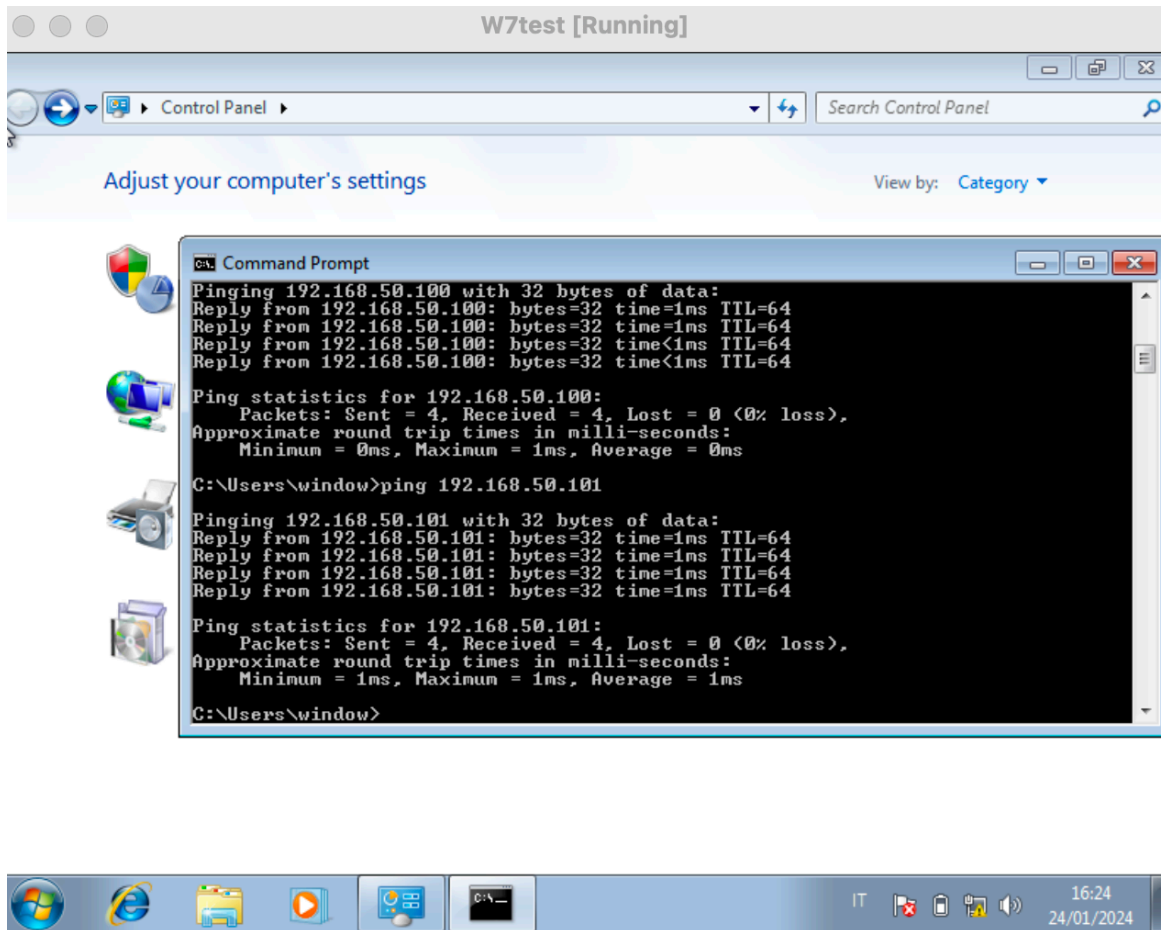 W7test [Running]
Control Panel
Search Control Panel
Adjust your computer's settings
View by: Category
C:\.
Command Prompt
Pinging 192.168.50.100 with 32 bytes of data:
Reply from 192.168.50.100: bytes=32 time=1ms TTL=64
Reply from 192.168.50.100: bytes=32 time=1ms TTL=64
Reply from 192.168.50.100: bytes=32 time<1ms TTL=64
Reply from 192.168.50.100: bytes=32 time<1ms TTL=64
Ping statistics for 192.168.50.100:
Packets: Sent = 4, Received = 4, Lost = 0 (0% loss),
Approximate round trip times in milli-seconds:
Minimum = 0ms, Maximum = 1ms, Average = 0ms
C:\Users\window>ping 192.168.50.101
Pinging 192.168.50.101 with 32 bytes of data:
Reply from 192.168.50.101: bytes=32 time=1ms TTL=64
Reply from 192.168.50.101: bytes=32 time=1ms TTL=64
Reply from 192.168.50.101: bytes=32 time=1ms TTL=64
Reply from 192.168.50.101: bytes=32 time=1ms TTL=64
Ping statistics for 192.168.50.101:
Packets: Sent = 4, Received = 4, Lost = 0 (0% loss),
Approximate round trip times in milli-seconds:
Minimum = 1ms, Maximum = 1ms, Average = 1ms
C:\Users\window>
C:\_
IT
16:24
24/01/2024